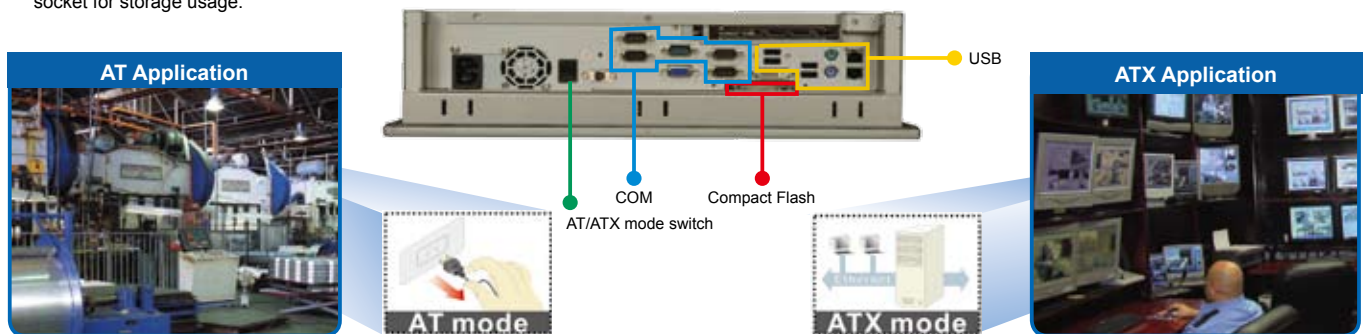 socket for storage usage.
AT Application
USB
ATX Application
COM
Compact Flash
AT/ATX mode switch
Ethernet
AT mode
ATX mode